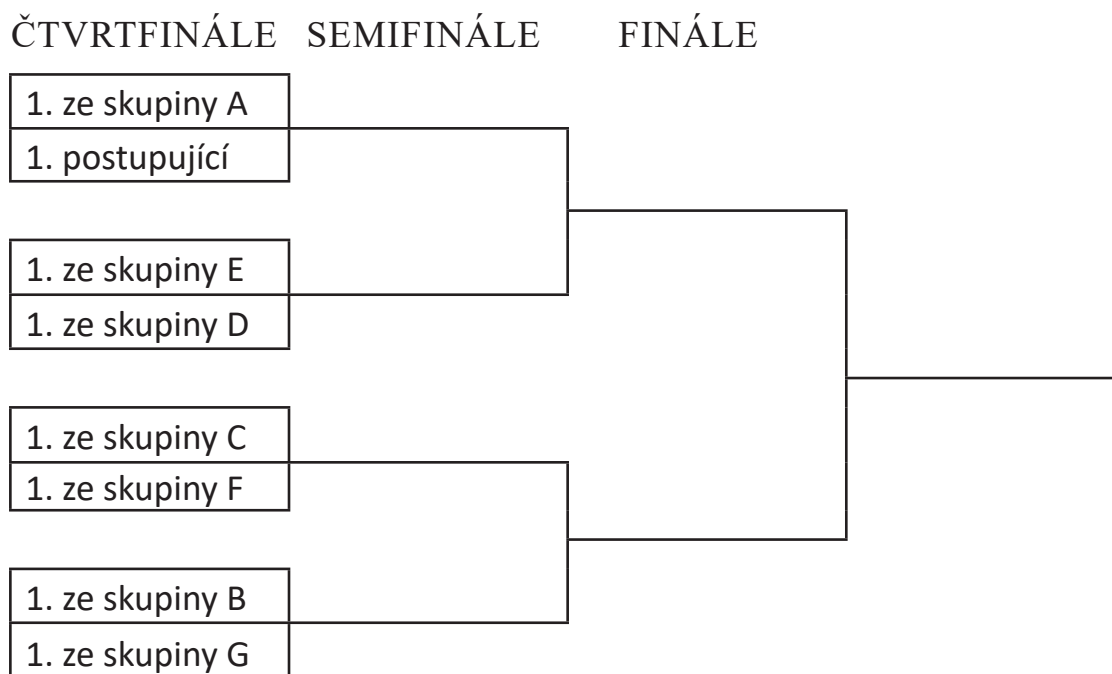 ČTVRTFINÁLE SEMIFINÁLE FINÁLE
1. ze skupiny A
1. postupující
1. ze skupiny E
1. ze skupiny D
1. ze skupiny C
1. ze skupiny F
1. ze skupiny B
1. ze skupiny G